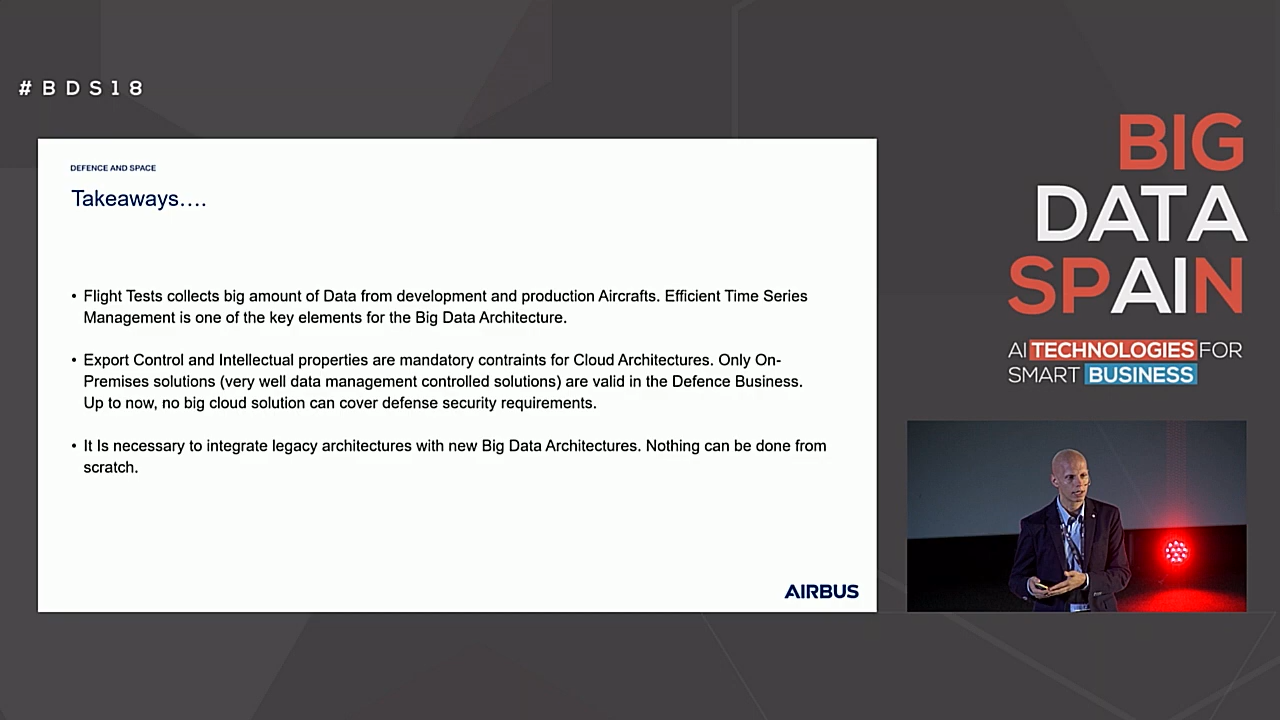 #BDS18
DEFENCE AND SPACE
Takeaways....
• Flight Tests collects big amount of Data from development and production Aircrafts. Efficient Time Series
Management is one of the key elements for the Big Data Architecture.
• Export Control and Intellectual properties are mandatory contraints for Cloud Architectures. Only On-
Premises solutions (very well data management controlled solutions) are valid in the Defence Business.
Up to now, no big cloud solution can cover defense security requirements.
• It Is necessary to integrate legacy architectures with new Big Data Architectures. Nothing can be done from
scratch.
AIRBUS
BIG
DATA
SPAIN
AI TECHNOLOGIES FOR
SMART BUSINESS